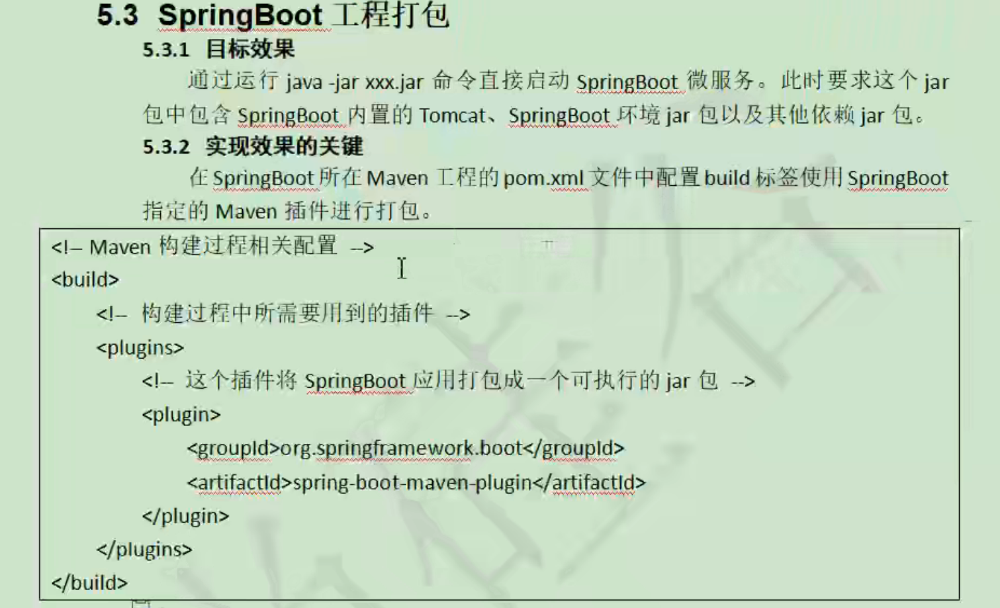 5.3 SpringBoot 工程打包
5.3.1 目标效果
通过运行 java -jar xxx.jar 命令直接启动 SpringBoot 微服务。此时要求这个 jar
包中包含 SpringBoot 内置的 Tomcat、SpringBoot 环境 jar 包以及其他依赖 jar 包。
5.3.2 实现效果的关键
在 SpringBoot 所在 Maven 工程的 pom.xml 文件中配置 build 标签使用 SpringBoot
指定的 Maven 插件进行打包。
<!-- Maven 构建过程相关配置 -->
<build>
<!-- 构建过程中所需要用到的插件 -->
<plugins>
<!-- 这个插件将 SpringBoot 应用打包成一个可执行的 jar 包 -->
<plugin>
<groupId>org.springframework.boot</groupId>
<artifactId>spring-boot-maven-plugin</artifactId>
</plugin>
</plugins>
</build>